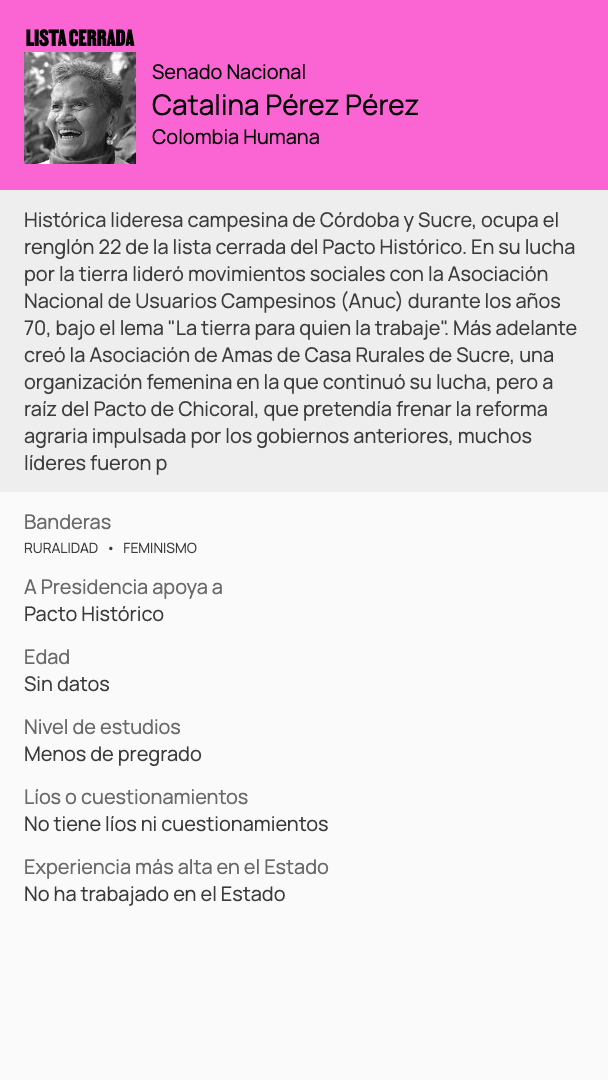 LISTA CERRADA
Senado Nacional
Catalina Pérez Pérez
Colombia Humana
Histórica lideresa campesina de Córdoba y Sucre, ocupa el
renglón 22 de la lista cerrada del Pacto Histórico. En su lucha
por la tierra lideró movimientos sociales con la Asociación
Nacional de Usuarios Campesinos (Anuc) durante los años
70, bajo el lema "La tierra para quien la trabaje". Más adelante
creó la Asociación de Amas de Casa Rurales de Sucre, una
organización femenina en la que continuó su lucha, pero a
raíz del Pacto de Chicoral, que pretendía frenar la reforma
agraria impulsada por los gobiernos anteriores, muchos
líderes fueron p
Banderas
RURALIDAD • FEMINISMO
A Presidencia apoya a
Pacto Histórico
Edad
Sin datos
Nivel de estudios
Menos de pregrado
Líos o cuestionamientos
No tiene líos ni cuestionamientos
Experiencia más alta en el Estado
No ha trabajado en el Estado